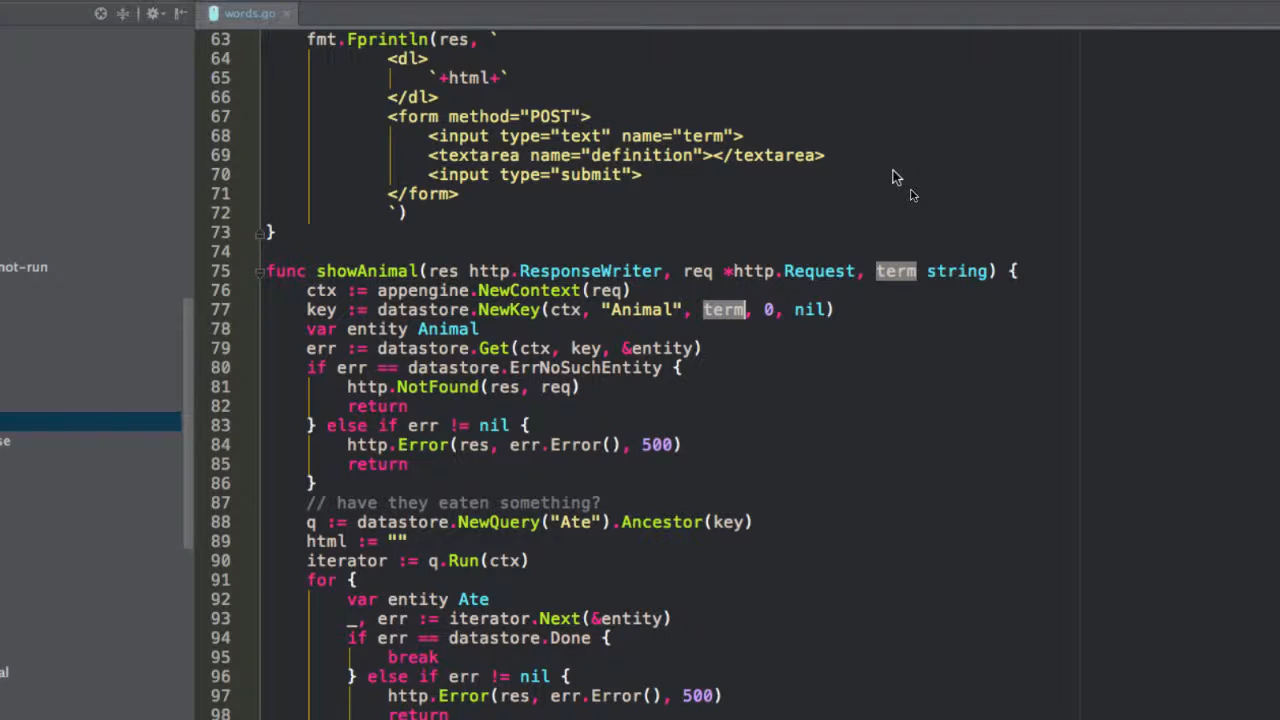 words.go
63 fmt.Fprintln(res, `
64 <dl>
65 `+html+`
66 </dl>
67 <form method="POST">
68 <input type="text" name="term">
69 <textarea name="definition"></textarea>
70 <input type="submit">
71 </form>
72 `)
73 }
74
not-run
75 func showAnimal(res http.ResponseWriter, req *http.Request, term string) {
76 ctx := appengine.NewContext(req)
77 key := datastore.NewKey(ctx, "Animal", term, 0, nil)
78 var entity Animal
79 err := datastore.Get(ctx, key, &entity)
80 if err == datastore.ErrNoSuchEntity {
81 http.NotFound(res, req)
82 return
83 } else if err != nil {
se
84 http.Error(res, err.Error(), 500)
85 return
86 }
87 // have they eaten something?
88 q := datastore.NewQuery("Ate").Ancestor(key)
89 html := ""
90 iterator := q.Run(ctx)
91 for {
92 var entity Ate
93 _, err := iterator.Next(&entity)
94 if err == datastore.Done {
95 break
al
96 } else if err != nil {
97 http.Error(res, err.Error(), 500)
98 return